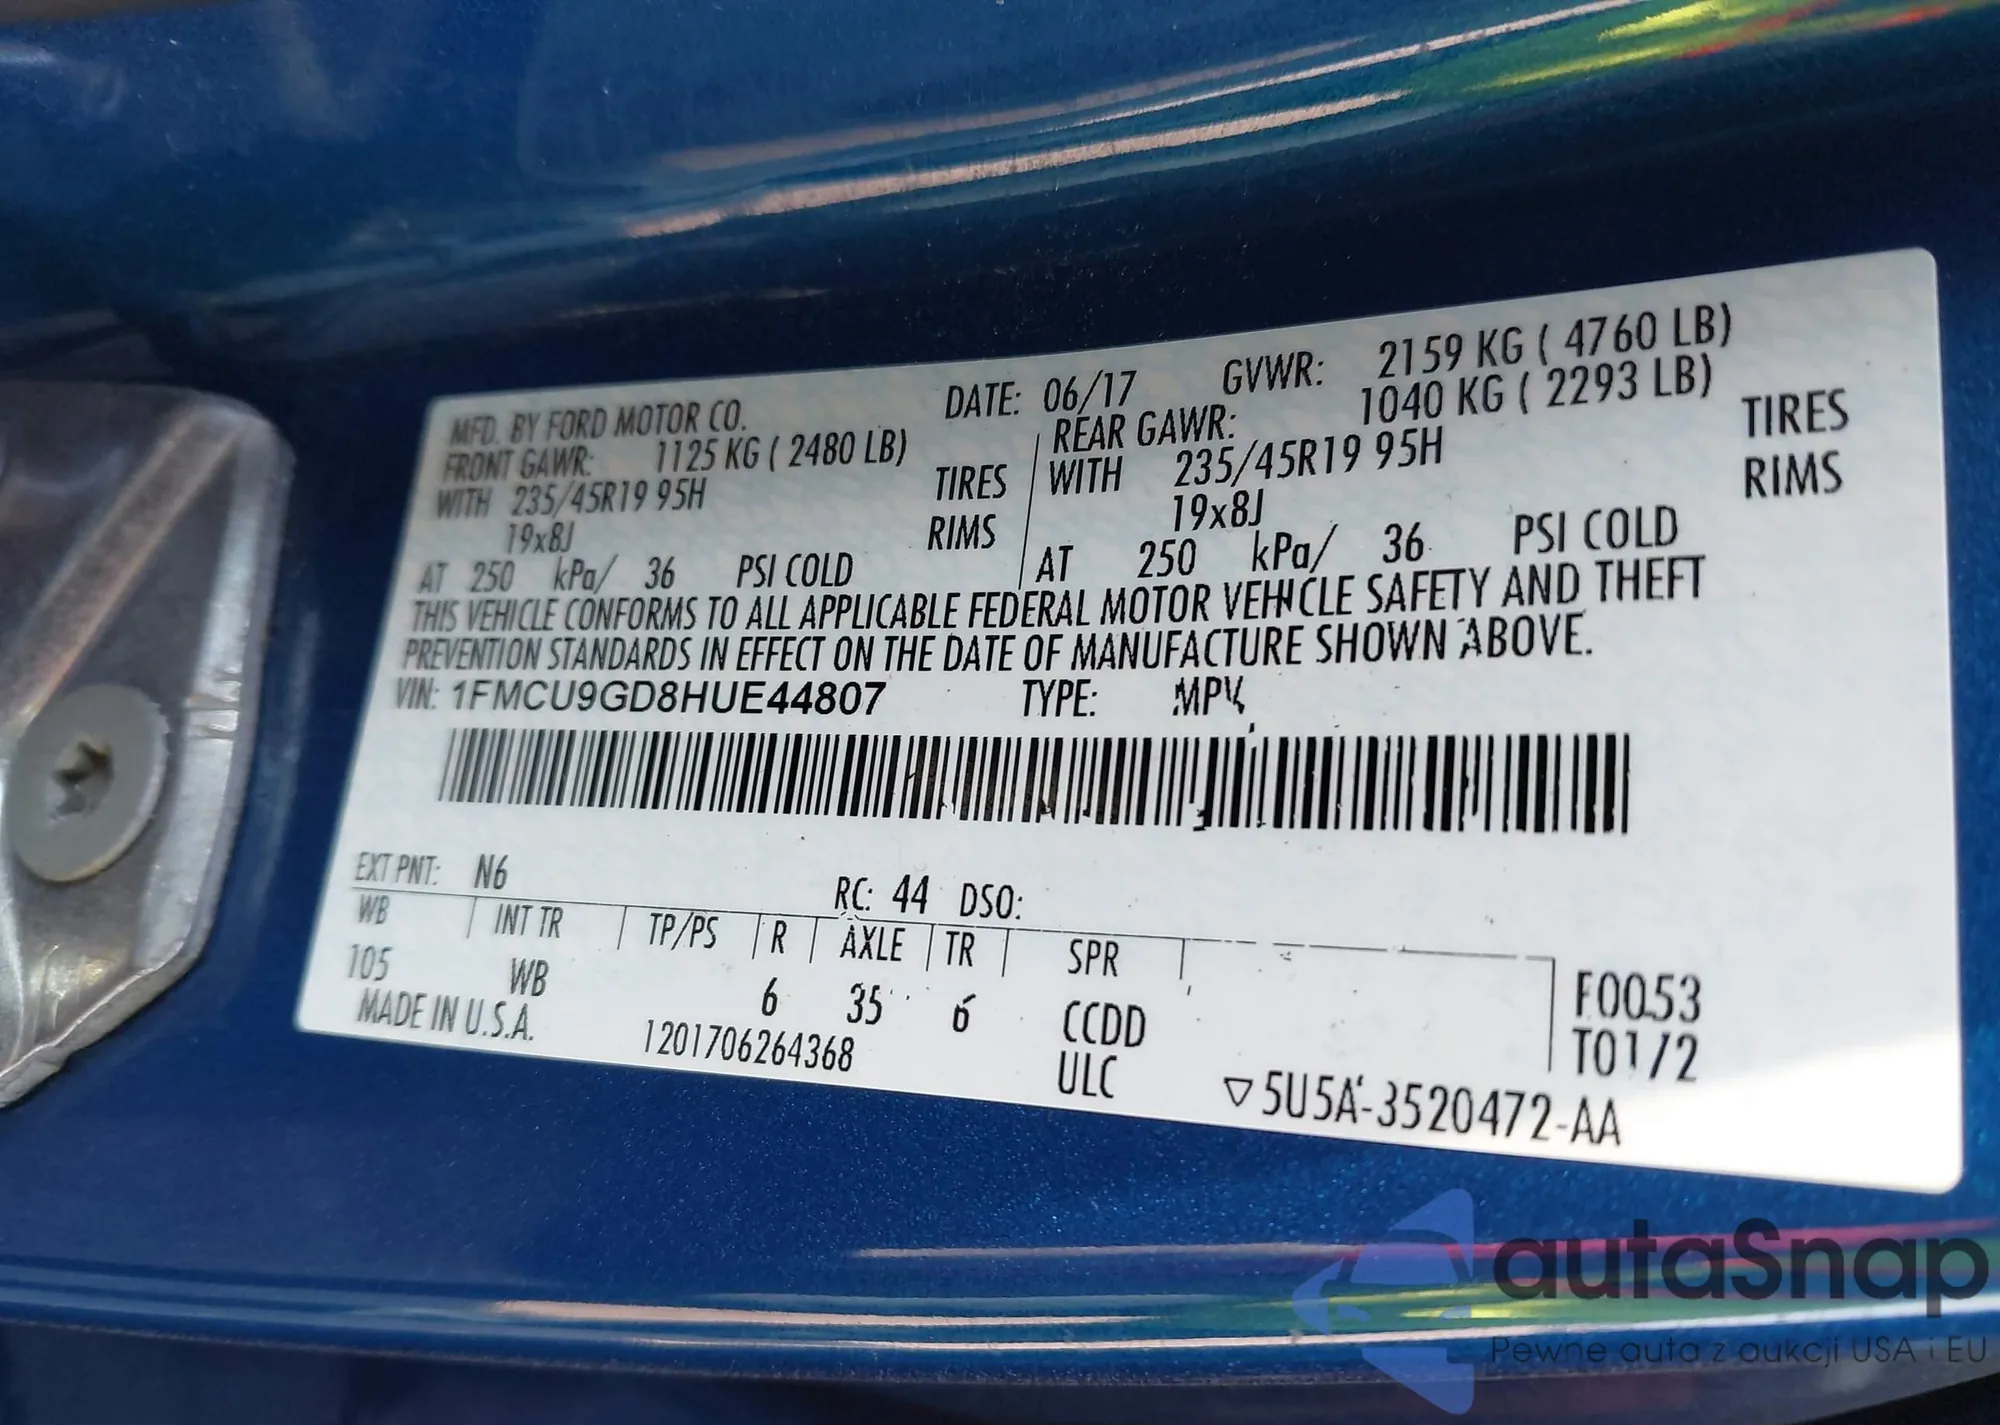 MFD. BY FORD MOTOR CO. DATE: 06/17 GVWR: 2159 KG ( 4760 LB)
FRONT GAWR: 1125 KG ( 2480 LB) REAR GAWR: 1040 KG ( 2293 LB)
WITH 235/45R19 95H TIRES WITH 235/45R19 95H TIRES
19x8J RIMS 19x8J RIMS
AT 250 kPa/ 36 PSI COLD AT 250 kPa/ 36 PSI COLD
THIS VEHICLE CONFORMS TO ALL APPLICABLE FEDERAL MOTOR VEHICLE SAFETY AND THEFT
PREVENTION STANDARDS IN EFFECT ON THE DATE OF MANUFACTURE SHOWN ABOVE.
VIN: 1FMCU9GD8HUE44807 TYPE: MPV
EXT PNT: N6 RC: 44 DSO:
WB INT TR TP/PS R AXLE TR SPR
105 WB 6 35 6 CCDD F0053
MADE IN U.S.A. 1201706264368 ULC T01/2
▽5U5A-3520472-AA
autaSnap
Pewne auta z aukcji USA i EU